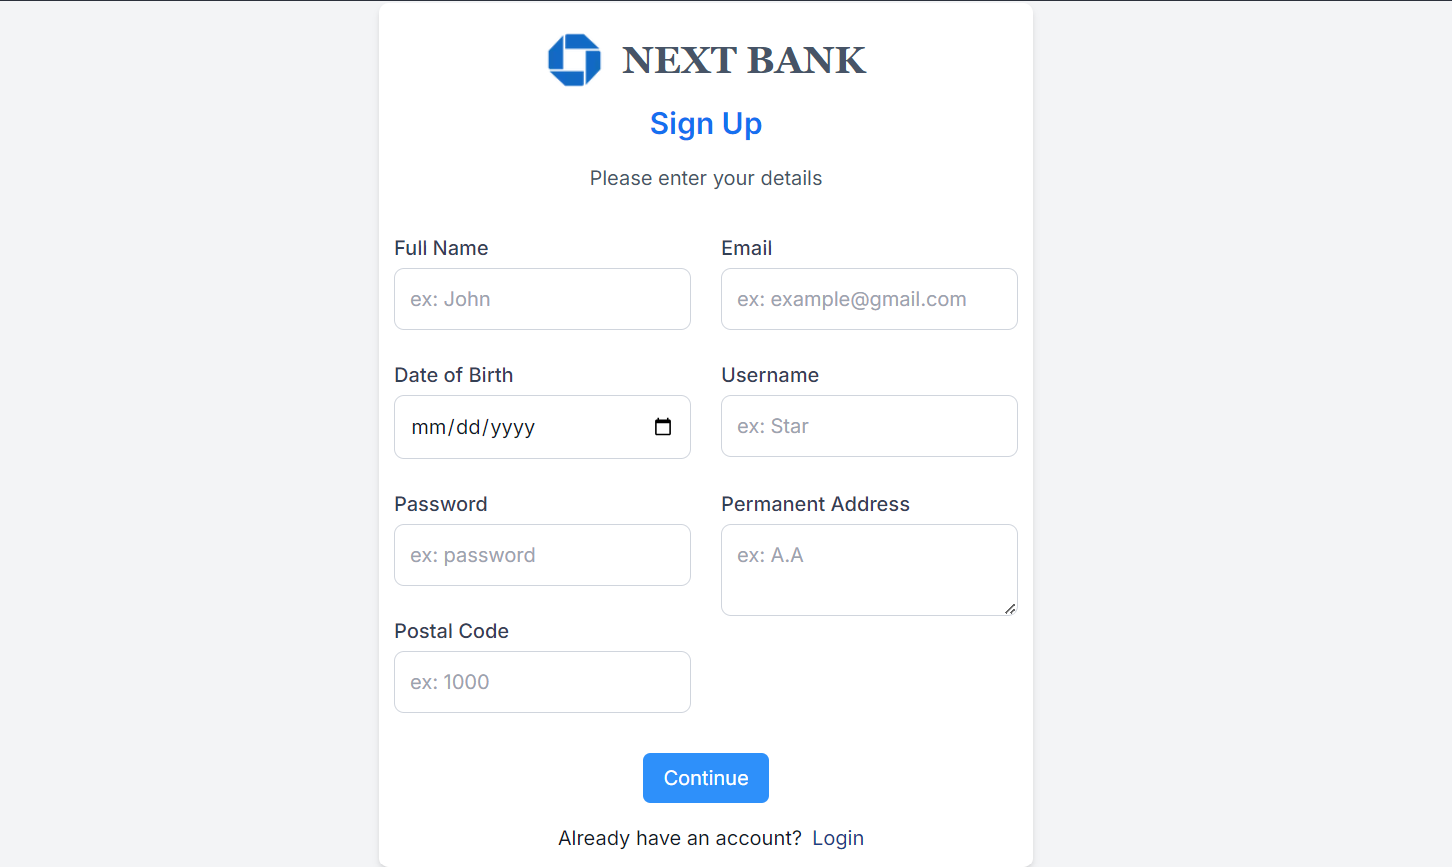 NEXT BANK
Sign Up
Please enter your details
Full Name
Email
ex: John
ex: example@gmail.com
Date of Birth
Username
mm/dd/yyyy
ex: Star
Password
Permanent Address
ex: password
ex: A.A
Postal Code
ex: 1000
Continue
Already have an account? Login